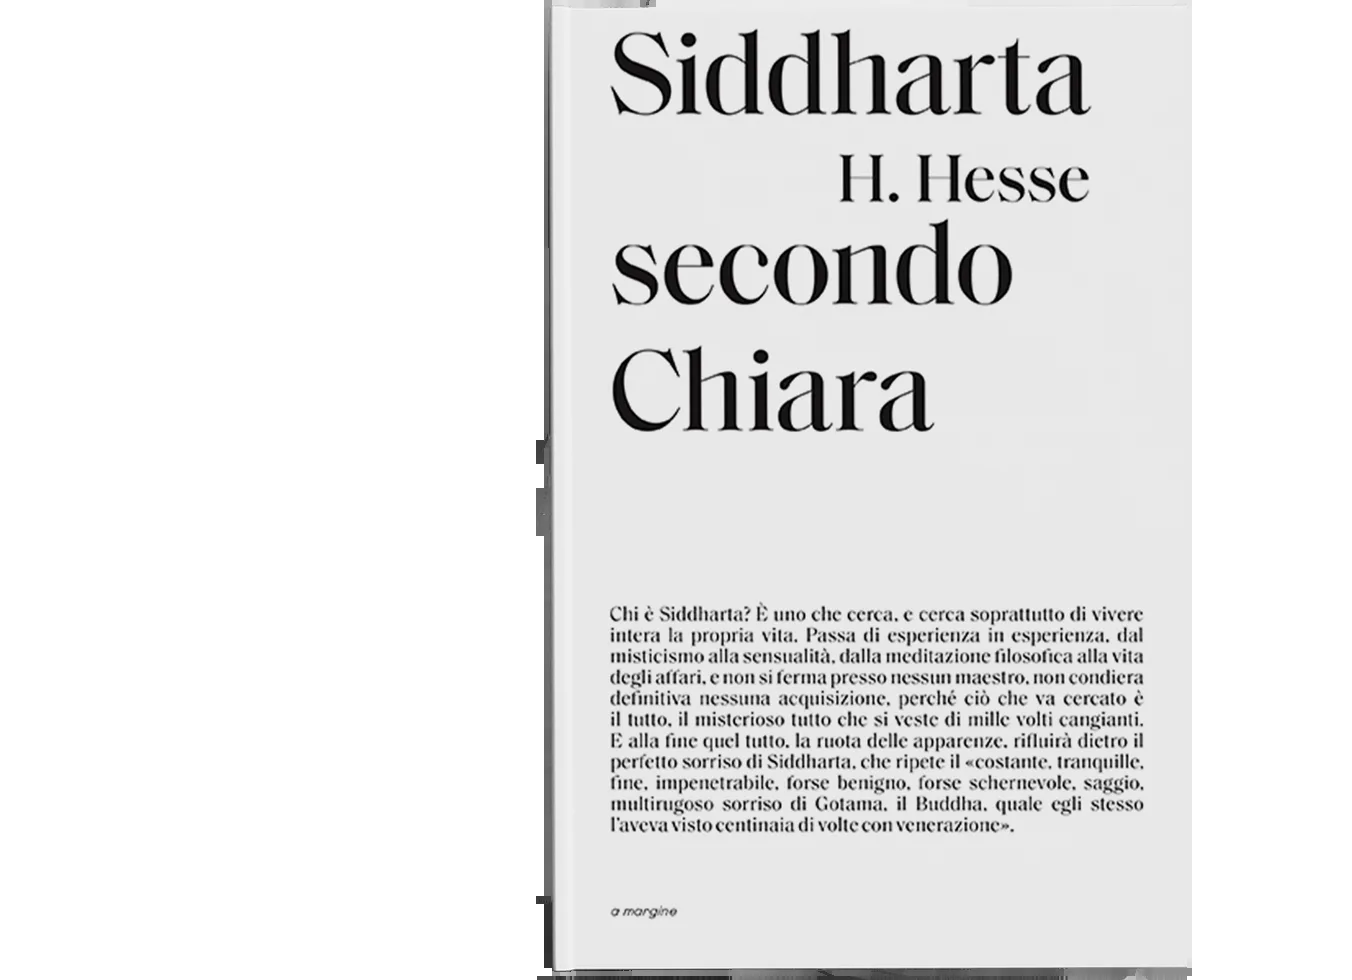 Siddharta
H. Hesse
secondo
Chiara
Chi è Siddharta? È uno che cerca, e cerca soprattutto di vivere
intera la propria vita. Passa di esperienza in esperienza, dal
misticismo alla sensualità, dalla meditazione filosofica alla vita
degli affari, e non si ferma presso nessun maestro, non condiera
definitiva nessuna acquisizione, perché ciò che va cercato è
il tutto, il misterioso tutto che si veste di mille volti cangianti.
E alla fine quel tutto, la ruota delle apparenze, rifluirà dietro il
perfetto sorriso di Siddharta, che ripete il «costante, tranquille,
fine, impenetrabile, forse benigno, forse schernevole, saggio,
multirugoso sorriso di Gotama, il Buddha, quale egli stesso
l'aveva visto centinaia di volte con venerazione».
a margine